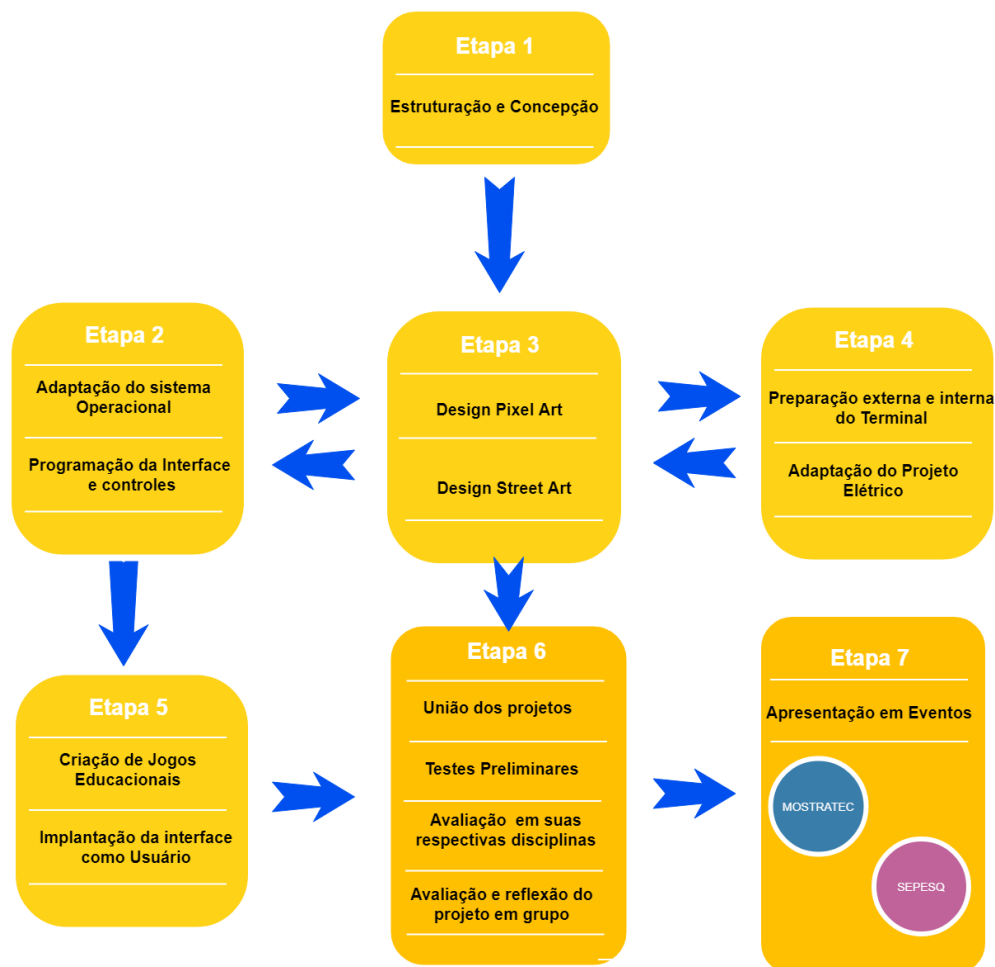 Etapa 1
Estruturação e Concepção
Etapa 2
Adaptação do sistema
Operacional
Programação da Interface
e controles
Etapa 3
Design Pixel Art
Design Street Art
Etapa 4
Preparação externa e interna
do Terminal
Adaptação do Projeto
Elétrico
Etapa 5
Criação de Jogos
Educacionais
Implantação da interface
como Usuário
Etapa 6
União dos projetos
Testes Preliminares
Avaliação em suas
respectivas disciplinas
Avaliação e reflexão do
projeto em grupo
Etapa 7
Apresentação em Eventos
MOSTRATEC
SEPESQ